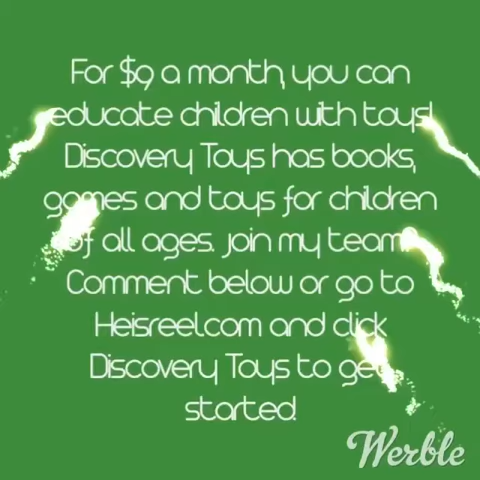 For $9 a month, you can
educate children with toys!
Discovery Toys has books,
games and toys for children
of all ages. Join my team?
Comment below or go to
Heisreel.com and click
Discovery Toys to get
started!
Werble